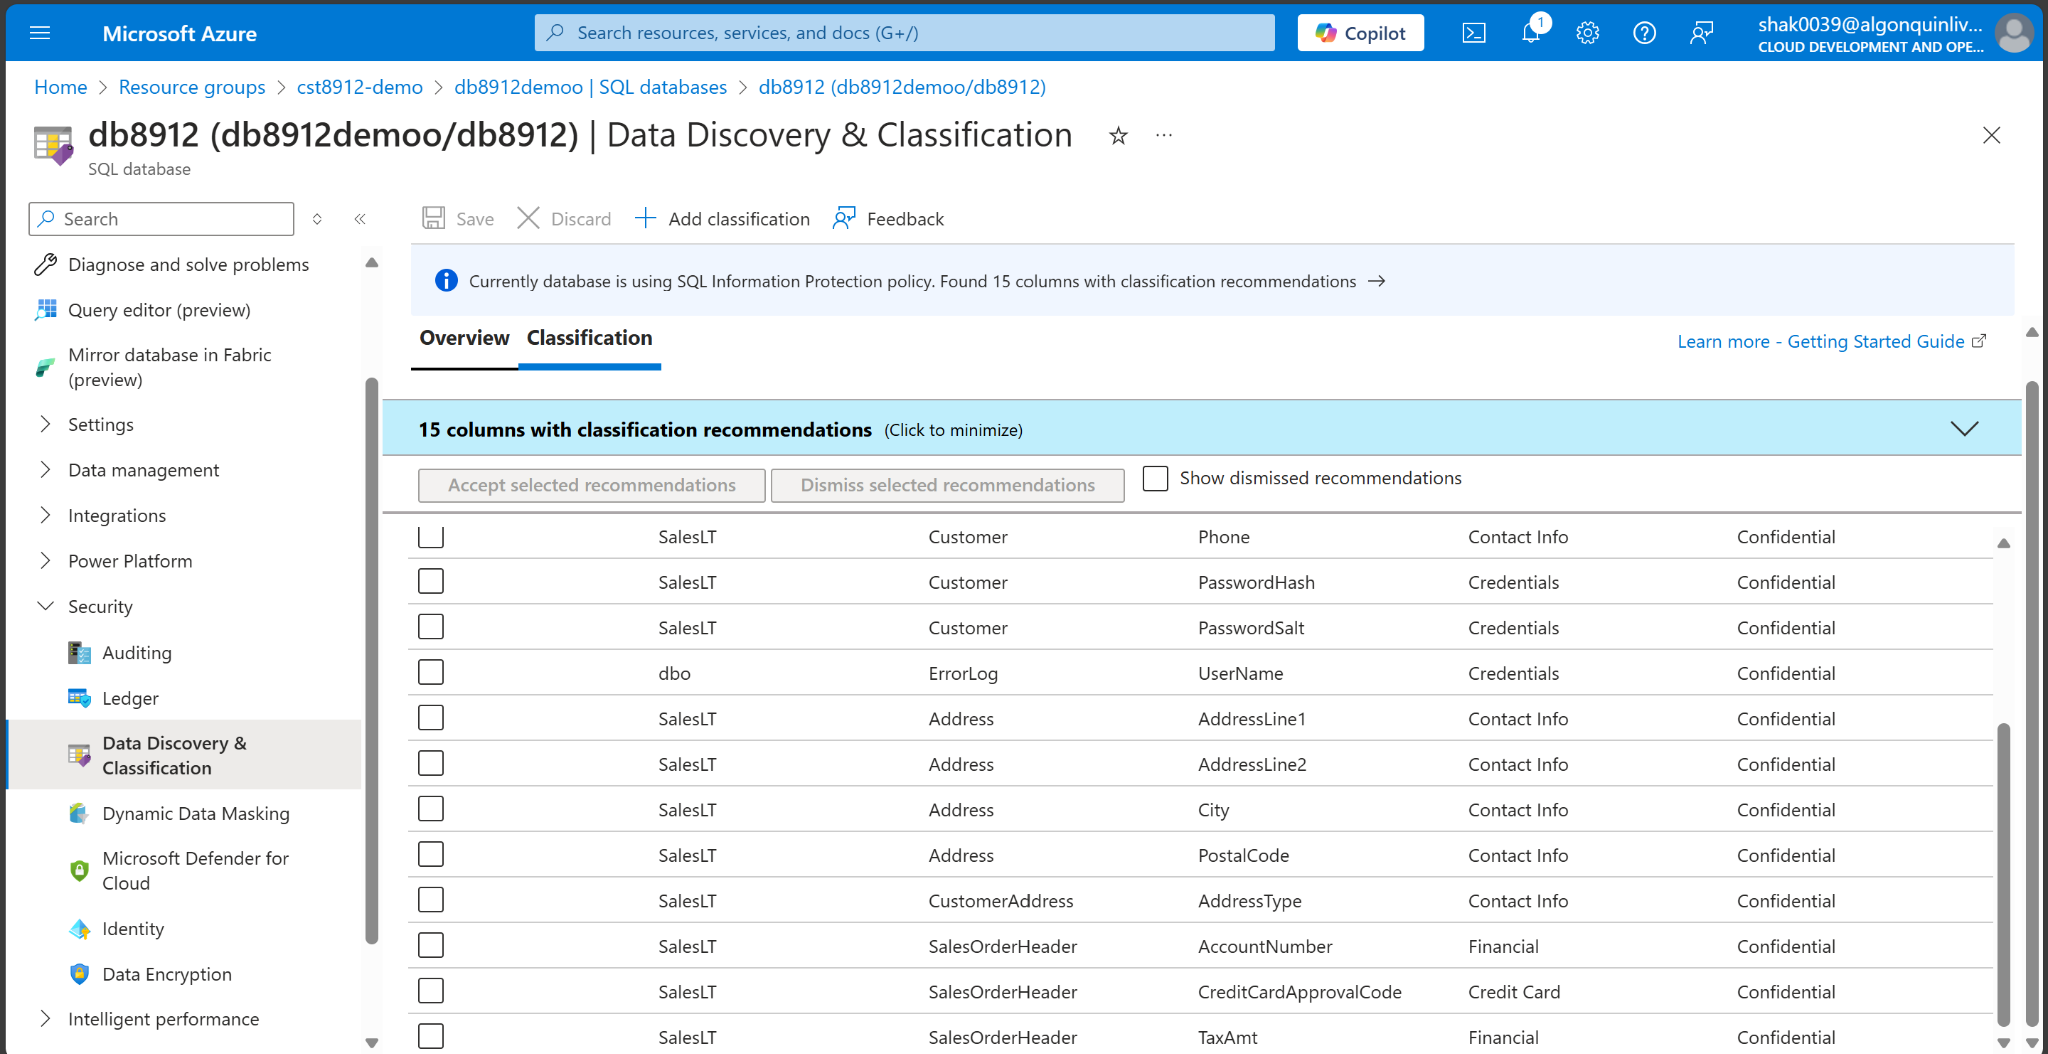 Microsoft Azure
Search resources, services, and docs (G+/)
Copilot
1
shak0039@algonquinliv...
CLOUD DEVELOPMENT AND OPE...
Home > Resource groups > cst8912-demo > db8912demoo | SQL databases > db8912 (db8912demoo/db8912)
db8912 (db8912demoo/db8912) | Data Discovery & Classification
SQL database
Search
Save
Discard
Add classification
Feedback
Diagnose and solve problems
Query editor (preview)
Mirror database in Fabric
(preview)
Settings
Data management
Integrations
Power Platform
Security
Auditing
Ledger
Data Discovery &
Classification
Dynamic Data Masking
Microsoft Defender for
Cloud
Identity
Data Encryption
Intelligent performance
Currently database is using SQL Information Protection policy. Found 15 columns with classification recommendations →
Overview
Classification
Learn more - Getting Started Guide
15 columns with classification recommendations (Click to minimize)
Accept selected recommendations
Dismiss selected recommendations
Show dismissed recommendations
SalesLT Customer Phone Contact Info Confidential
SalesLT Customer PasswordHash Credentials Confidential
SalesLT Customer PasswordSalt Credentials Confidential
dbo ErrorLog UserName Credentials Confidential
SalesLT Address AddressLine1 Contact Info Confidential
SalesLT Address AddressLine2 Contact Info Confidential
SalesLT Address City Contact Info Confidential
SalesLT Address PostalCode Contact Info Confidential
SalesLT CustomerAddress AddressType Contact Info Confidential
SalesLT SalesOrderHeader AccountNumber Financial Confidential
SalesLT SalesOrderHeader CreditCardApprovalCode Credit Card Confidential
SalesLT SalesOrderHeader TaxAmt Financial Confidential